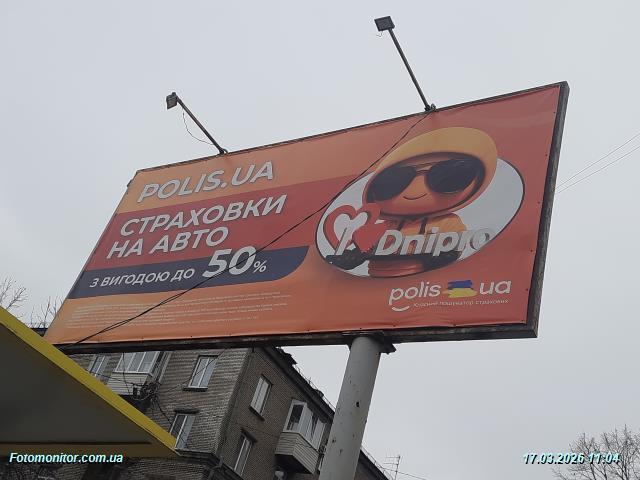 POLIS.UA
СТРАХОВКИ
НА АВТО
З ВИГОДОЮ ДО 50%
I Dnipro
polis.ua
Fotomonitor.com.ua
17.03.2026 11:04